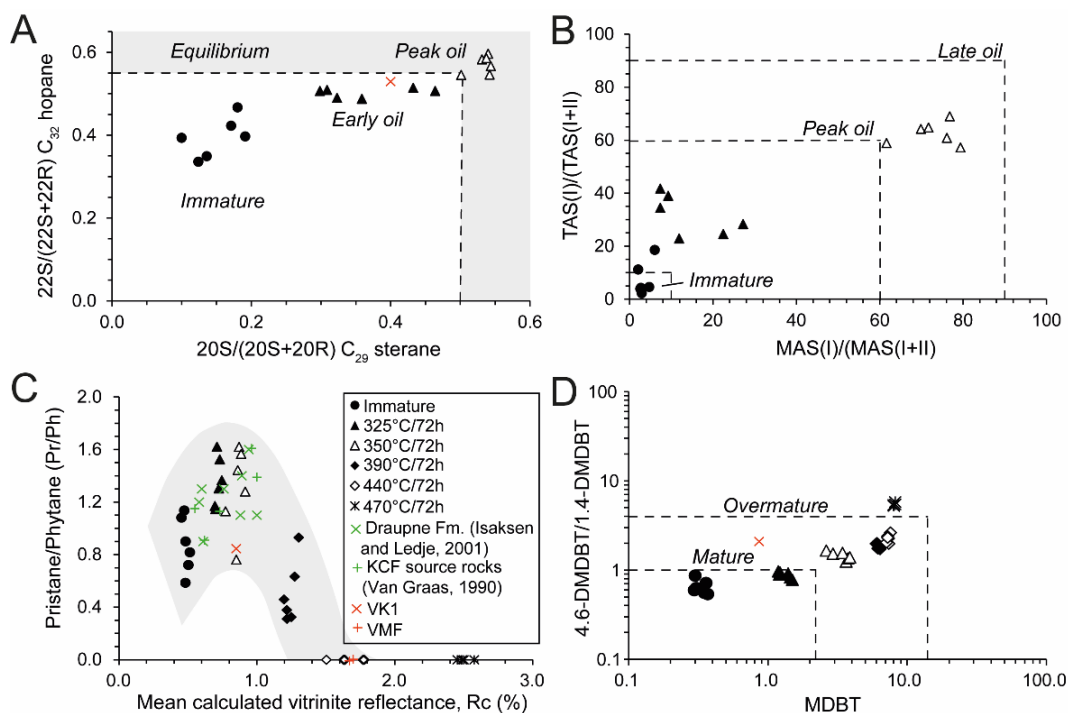 A
22S/(22S+22R) C32 hopane
0.6
0.4
0.2
0.0
Equilibrium
Peak oil
Early oil
Immature
0.0 0.2 0.4 0.6
20S/(20S+20R) C29 sterane
B
TAS(I)/(TAS(I+II)
100
80
60
40
20
0
Late oil
Peak oil
Immature
0 20 40 60 80 100
MAS(I)/(MAS(I+II)
C
Pristane/Phytane (Pr/Ph)
2.0
1.6
1.2
0.8
0.4
0.0
Immature
325°C/72h
350°C/72h
390°C/72h
440°C/72h
470°C/72h
Draupne Fm. (Isaksen
and Ledje, 2001)
KCF source rocks
(Van Graas, 1990)
VK1
VMF
0.0 1.0 2.0 3.0
Mean calculated vitrinite reflectance, Rc (%)
D
4.6-DMDBT/1.4-DMDBT
100
10
1
0.1
Overmature
Mature
0.1 1.0 10.0 100.0
MDBT